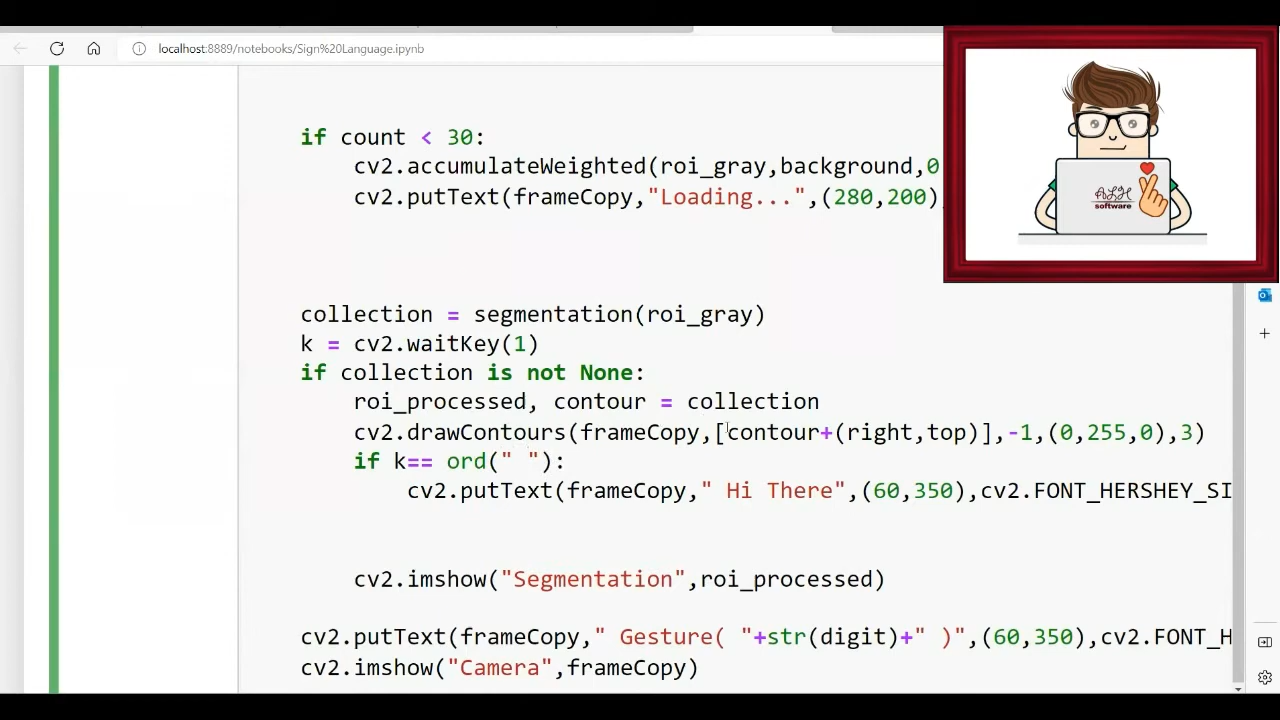 localhost:8889/notebooks/Sign%20Language.ipynb
if count < 30:
cv2.accumulateWeighted(roi_gray,background,0
cv2.putText(frameCopy,"Loading...",(280,200)
ALH
software
collection = segmentation(roi_gray)
k = cv2.waitKey(1)
if collection is not None:
roi_processed, contour = collection
cv2.drawContours(frameCopy,[contour+(right,top)],-1,(0,255,0),3)
if k== ord(" "):
cv2.putText(frameCopy," Hi There",(60,350),cv2.FONT_HERSHEY_SI
cv2.imshow("Segmentation",roi_processed)
cv2.putText(frameCopy," Gesture( "+str(digit)+" )",(60,350),cv2.FONT_H
cv2.imshow("Camera",frameCopy)